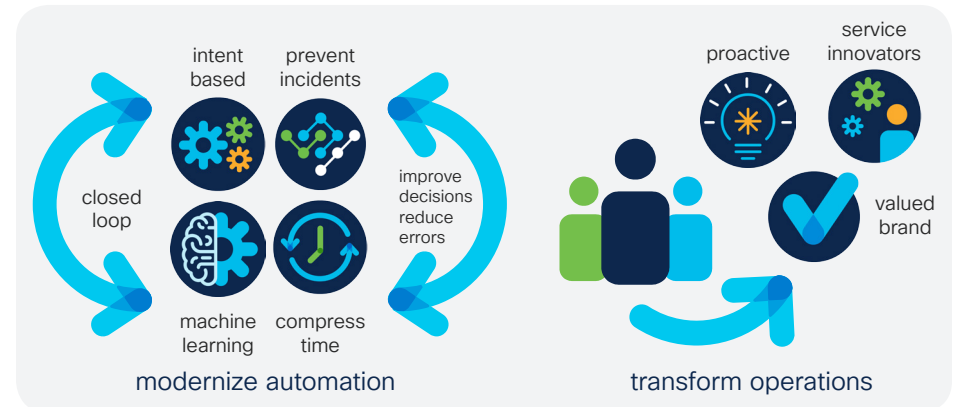 intent
based
prevent
incidents
closed
loop
improve
decisions
reduce
errors
machine
learning
compress
time
modernize automation
proactive
service
innovators
valued
brand
transform operations